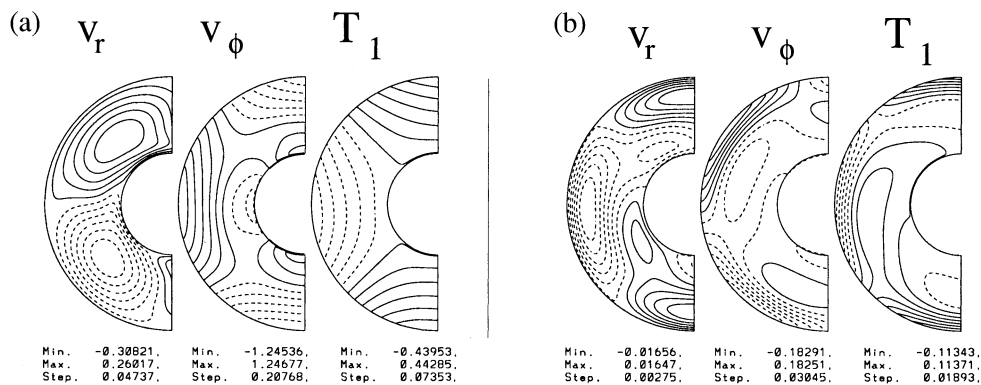 (a) v_r v_ϕ T_1
(b) v_r v_ϕ T_1
Min. -0.30821, Min. -1.24536, Min. -0.43953,
Max. 0.26017, Max. 1.24677, Max. 0.44285,
Step. 0.04737, Step. 0.20768, Step. 0.07353,
Min. -0.01656, Min. -0.18291, Min. -0.11343,
Max. 0.01647, Max. 0.18251, Max. 0.11371,
Step. 0.00275, Step. 0.03045, Step. 0.01893,